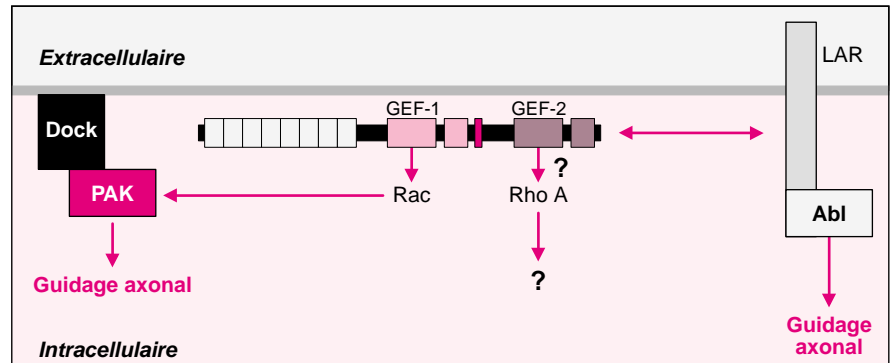 Extracellulaire
LAR
GEF-1
GEF-2
Dock
?
PAK
Rac
Rho A
Abl
Guidage axonal
?
Guidage
axonal
Intracellulaire